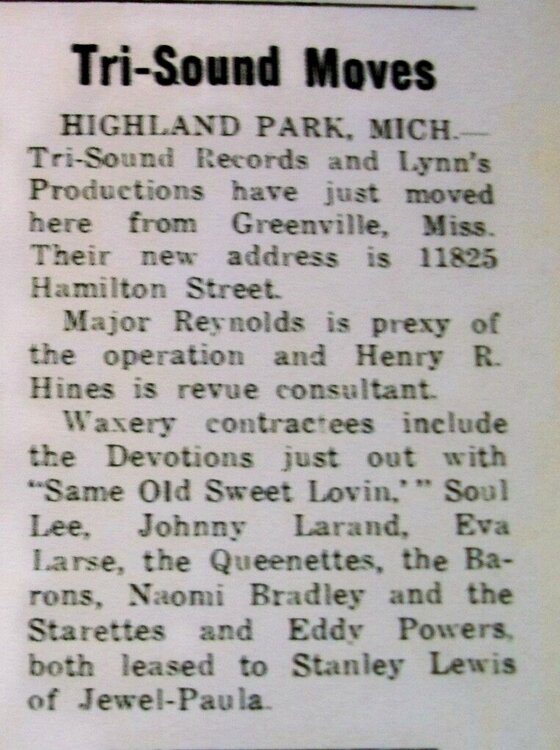 Tri-Sound Moves
HIGHLAND PARK, MICH.—
Tri-Sound Records and Lynn's
Productions have just moved
here from Greenville, Miss.
Their new address is 11825
Hamilton Street.
Major Reynolds is prexy of
the operation and Henry R.
Hines is revue consultant.
Waxery contractees include
the Devotions just out with
"Same Old Sweet Lovin,'" Soul
Lee, Johnny Larand, Eva
Larse, the Queenettes, the Ba-
rons, Naomi Bradley and the
Starettes and Eddy Powers,
both leased to Stanley Lewis
of Jewel-Paula.